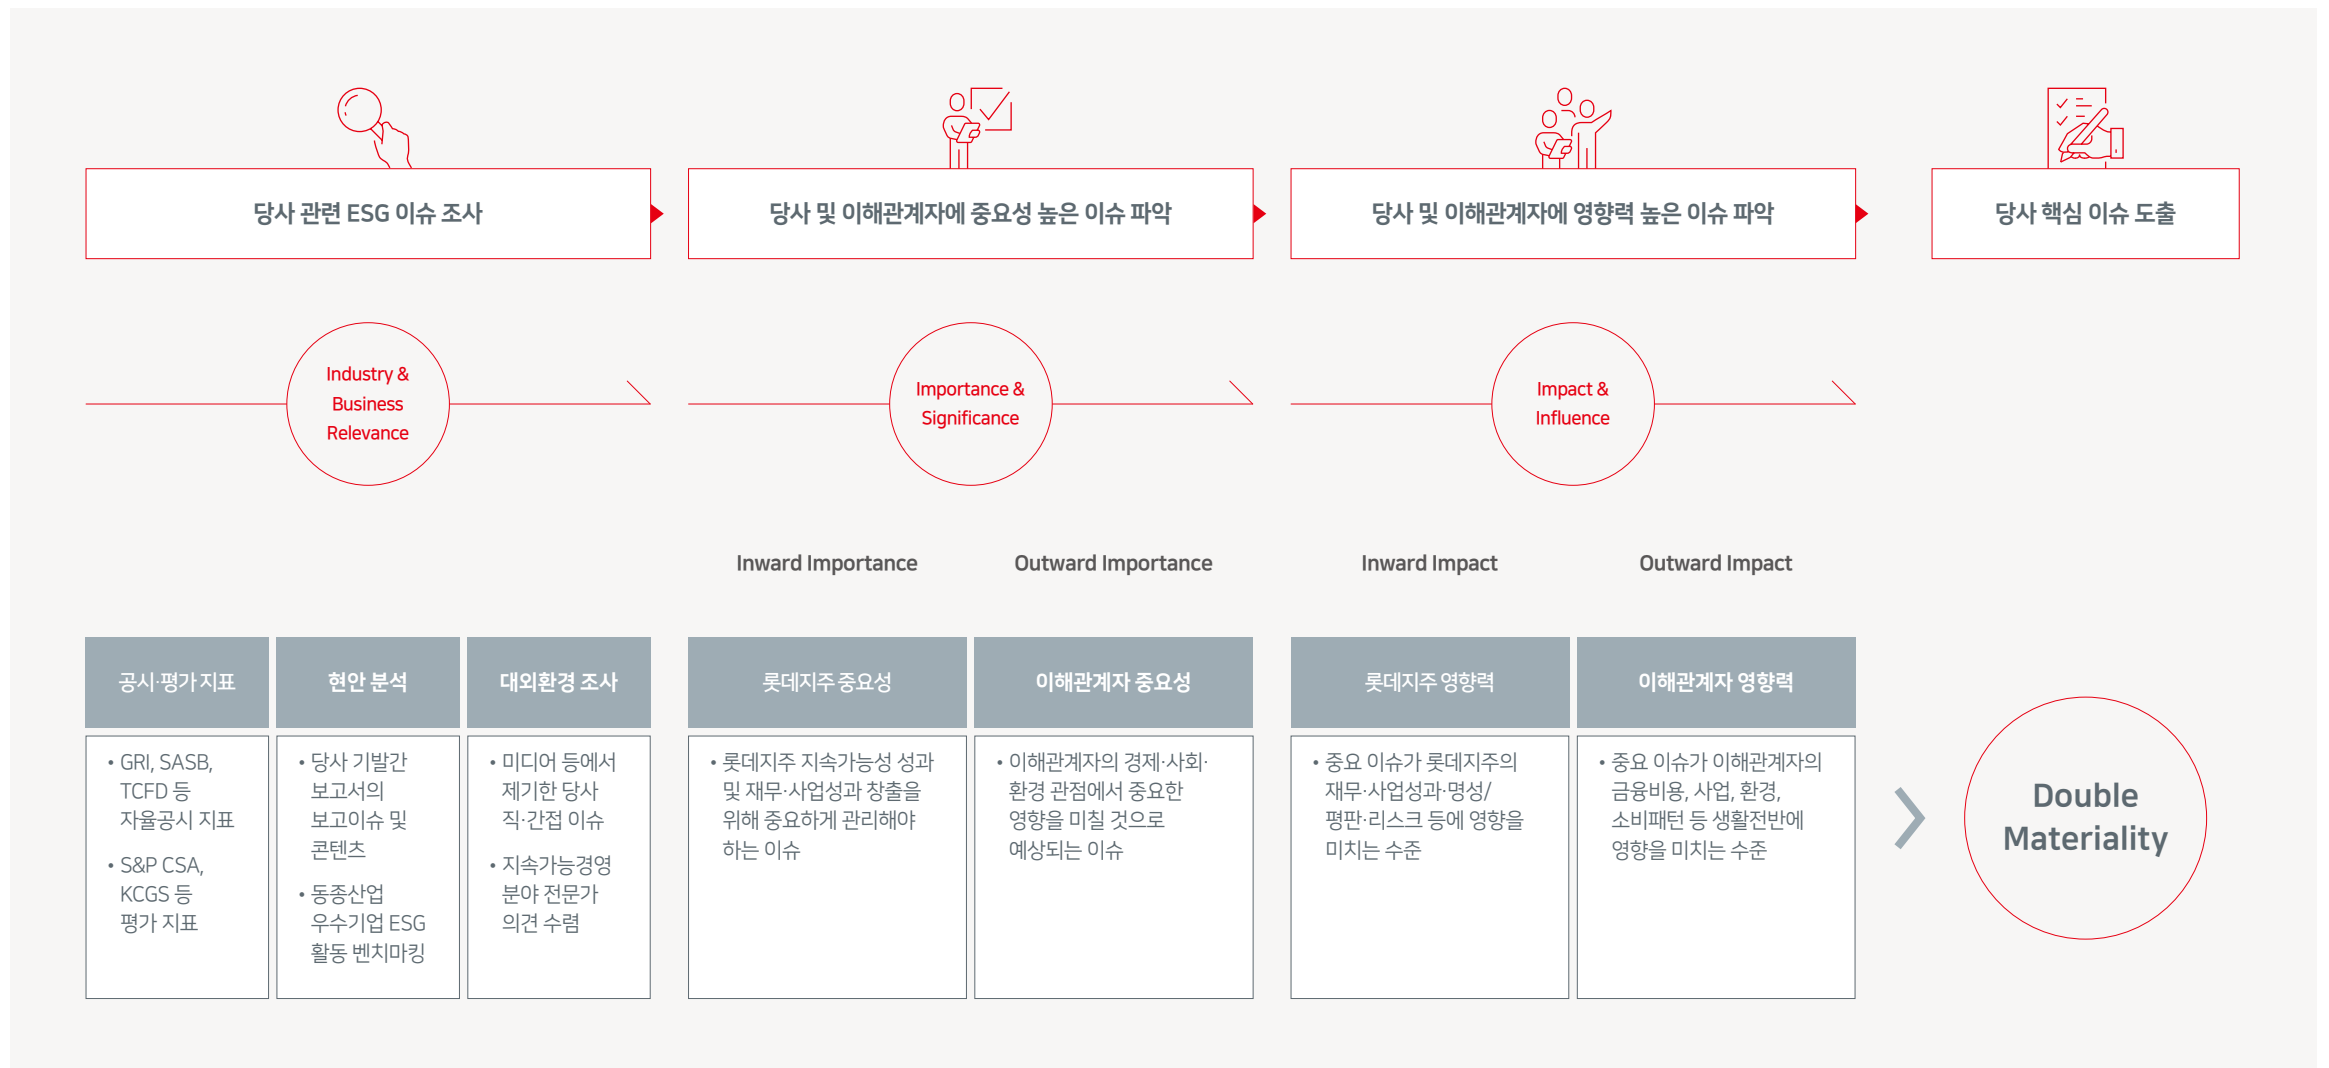 당사 관련 ESG 이슈 조사
당사 및 이해관계자에 중요성 높은 이슈 파악
당사 및 이해관계자에 영향력 높은 이슈 파악
당사 핵심 이슈 도출
Industry &
Business
Relevance
Importance &
Significance
Impact &
Influence
Inward Importance
Outward Importance
Inward Impact
Outward Impact
공시·평가 지표
• GRI, SASB,
TCFD 등
자율공시 지표
• S&P CSA,
KCGS 등
평가 지표
현안 분석
• 당사 기발간
보고서의
보고이슈 및
콘텐츠
• 동종산업
우수기업 ESG
활동 벤치마킹
대외환경 조사
• 미디어 등에서
제기한 당사
직·간접 이슈
• 지속가능경영
분야 전문가
의견 수렴
롯데지주 중요성
• 롯데지주 지속가능성 성과
및 재무·사업성과 창출을
위해 중요하게 관리해야
하는 이슈
이해관계자 중요성
• 이해관계자의 경제·사회·
환경 관점에서 중요한
영향을 미칠 것으로
예상되는 이슈
롯데지주 영향력
• 중요 이슈가 롯데지주의
재무·사업성과·명성/
평판·리스크 등에 영향을
미치는 수준
이해관계자 영향력
• 중요 이슈가 이해관계자의
금융비용, 사업, 환경,
소비패턴 등 생활전반에
영향을 미치는 수준
Double
Materiality